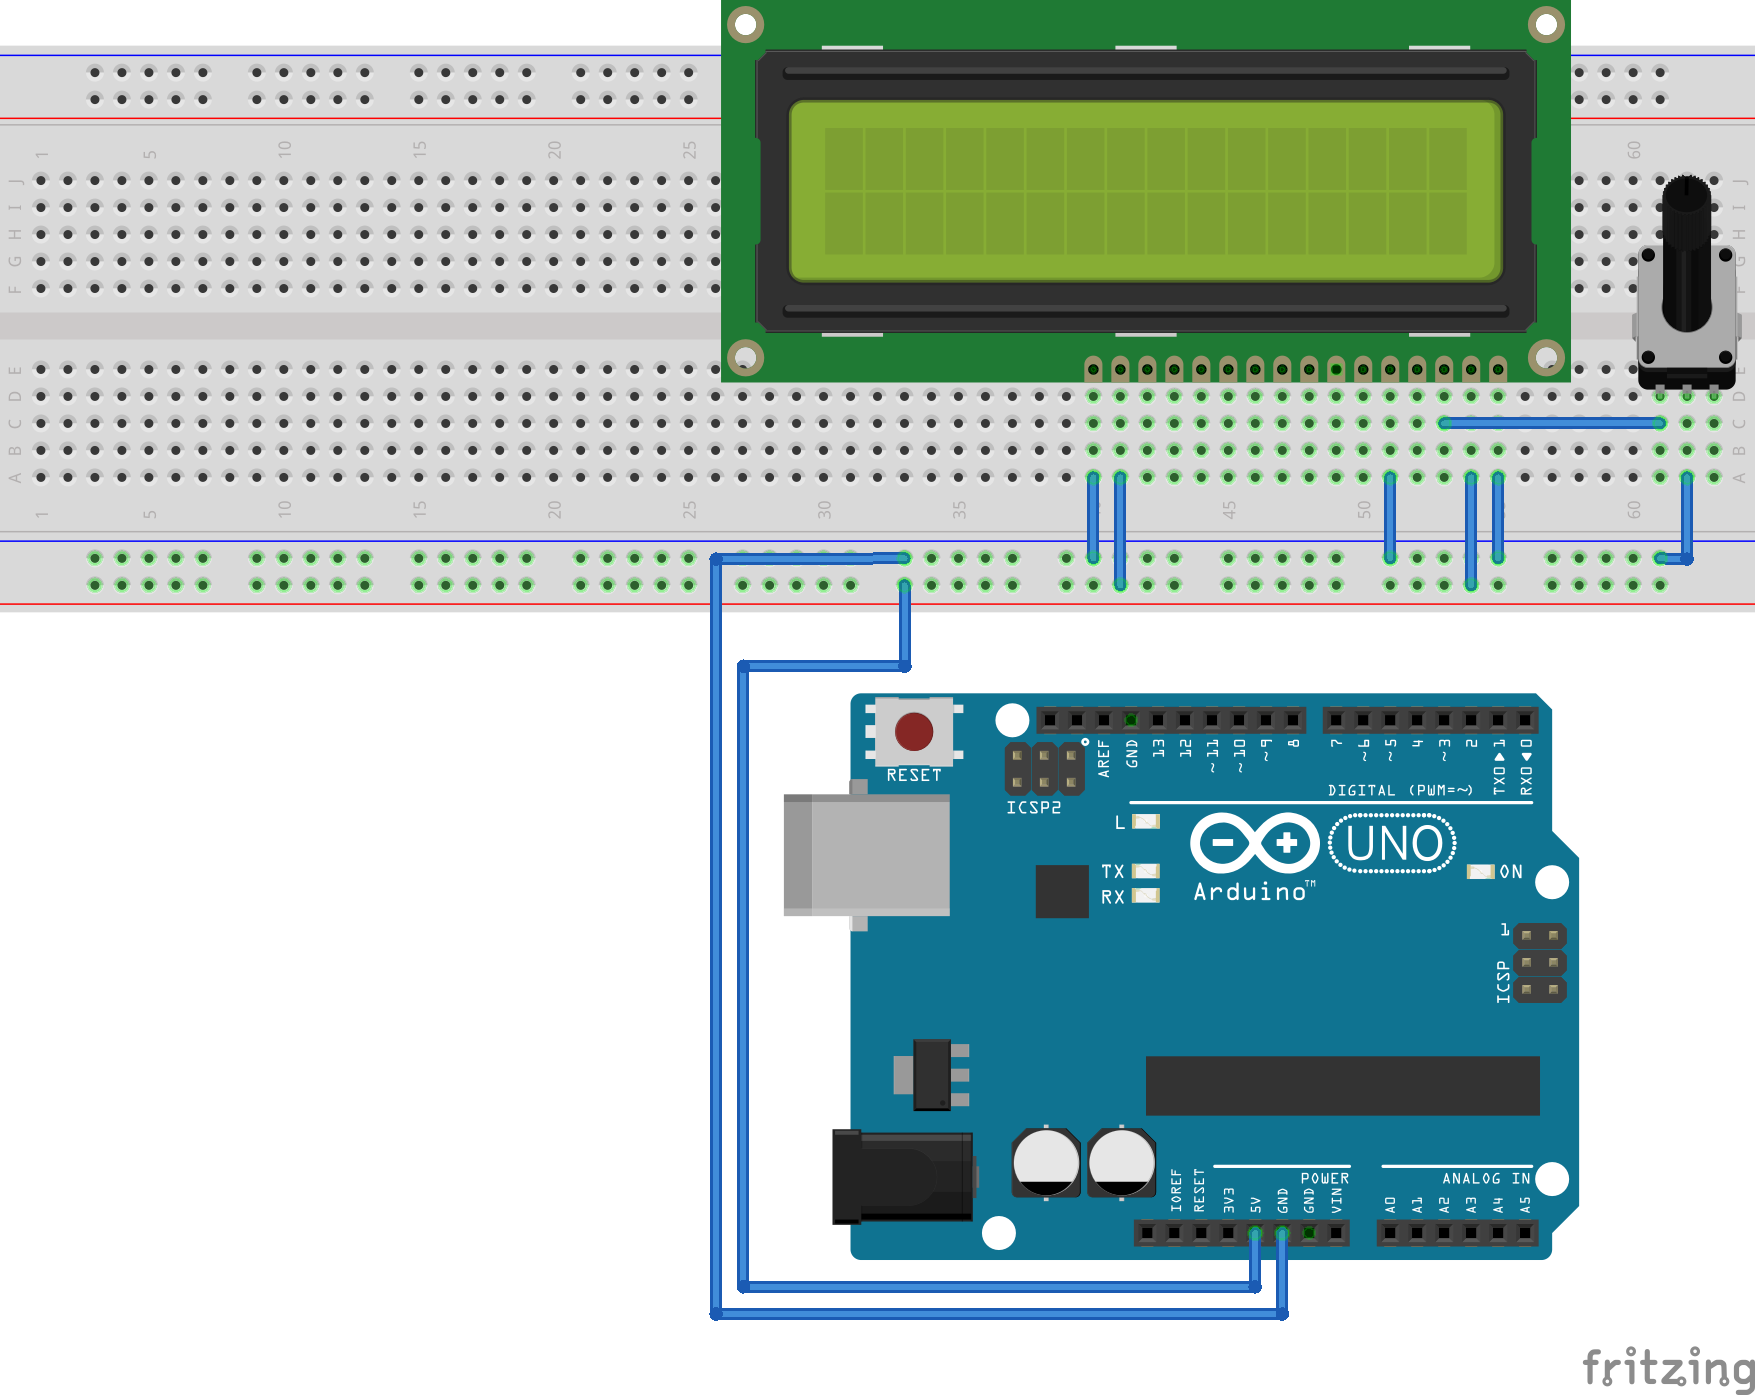 1 5 10 15 20 25 60
J J
I I
H H
G G
F F
E E
D D
C C
B B
A A
1 5 10 15 20 25 30 35 45 50 60
RESET
ICSP2
AREF GND 13 12 ~11 ~10 ~9 8 7 ~6 ~5 4 ~3 2 TX0▶1 RX0◀0
DIGITAL (PWM=~)
L
UNO
TX
RX
Arduino™
ON
1
ICSP
POWER
ANALOG IN
IOREF RESET 3V3 5V GND GND VIN A0 A1 A2 A3 A4 A5
fritzing